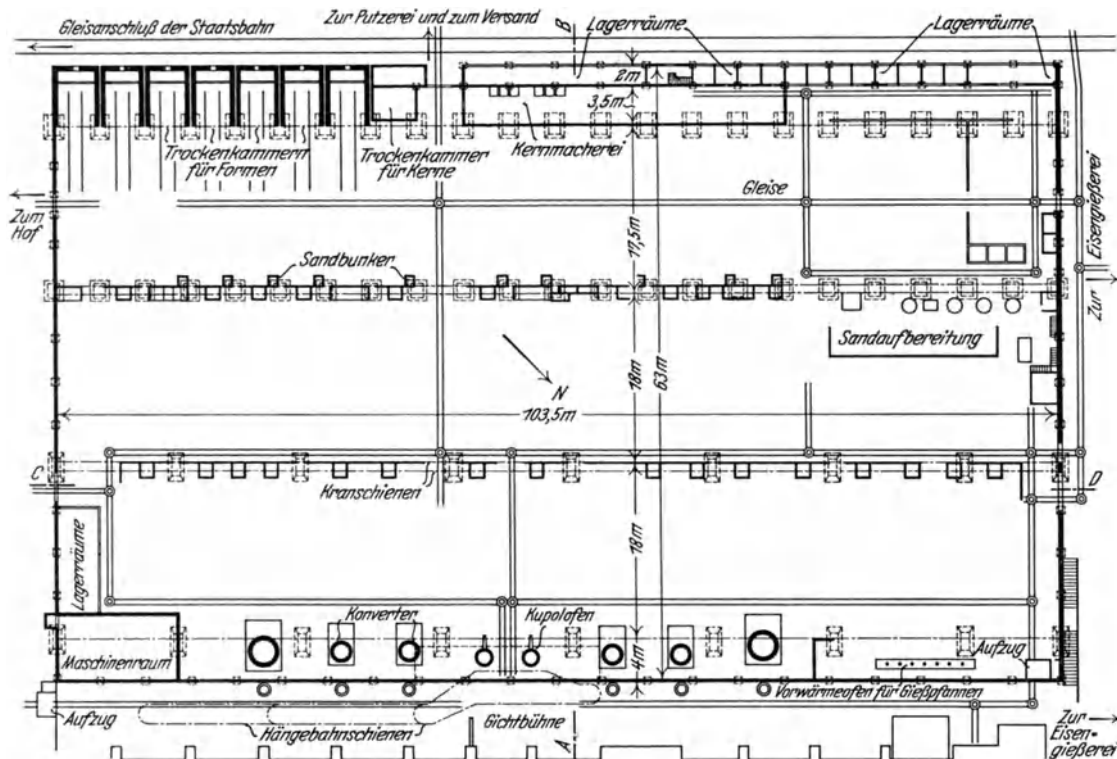 Gleisanschluß der Staatsbahn
Zur Putzerei und zum Versand
B
Lagerräume
Lagerräume
2m
3,5m
Trockenkammern
für Formen
Trockenkammer
für Kerne
Kernmacherei
Gleise
Zum
Hof
Zur Eisengießerei
17,5m
Sandbunker
Sandaufbereitung
18m
63m
N
103,5m
C
D
Kranschienen
Lagerräume
18m
Konverter
Kupolofen
Maschinenraum
4m
Aufzug
Vorwärmeofen für Gießpfannen
Aufzug
Hängebahnschienen
Gichtbühne
A
Zur
Eisen-
gießerei